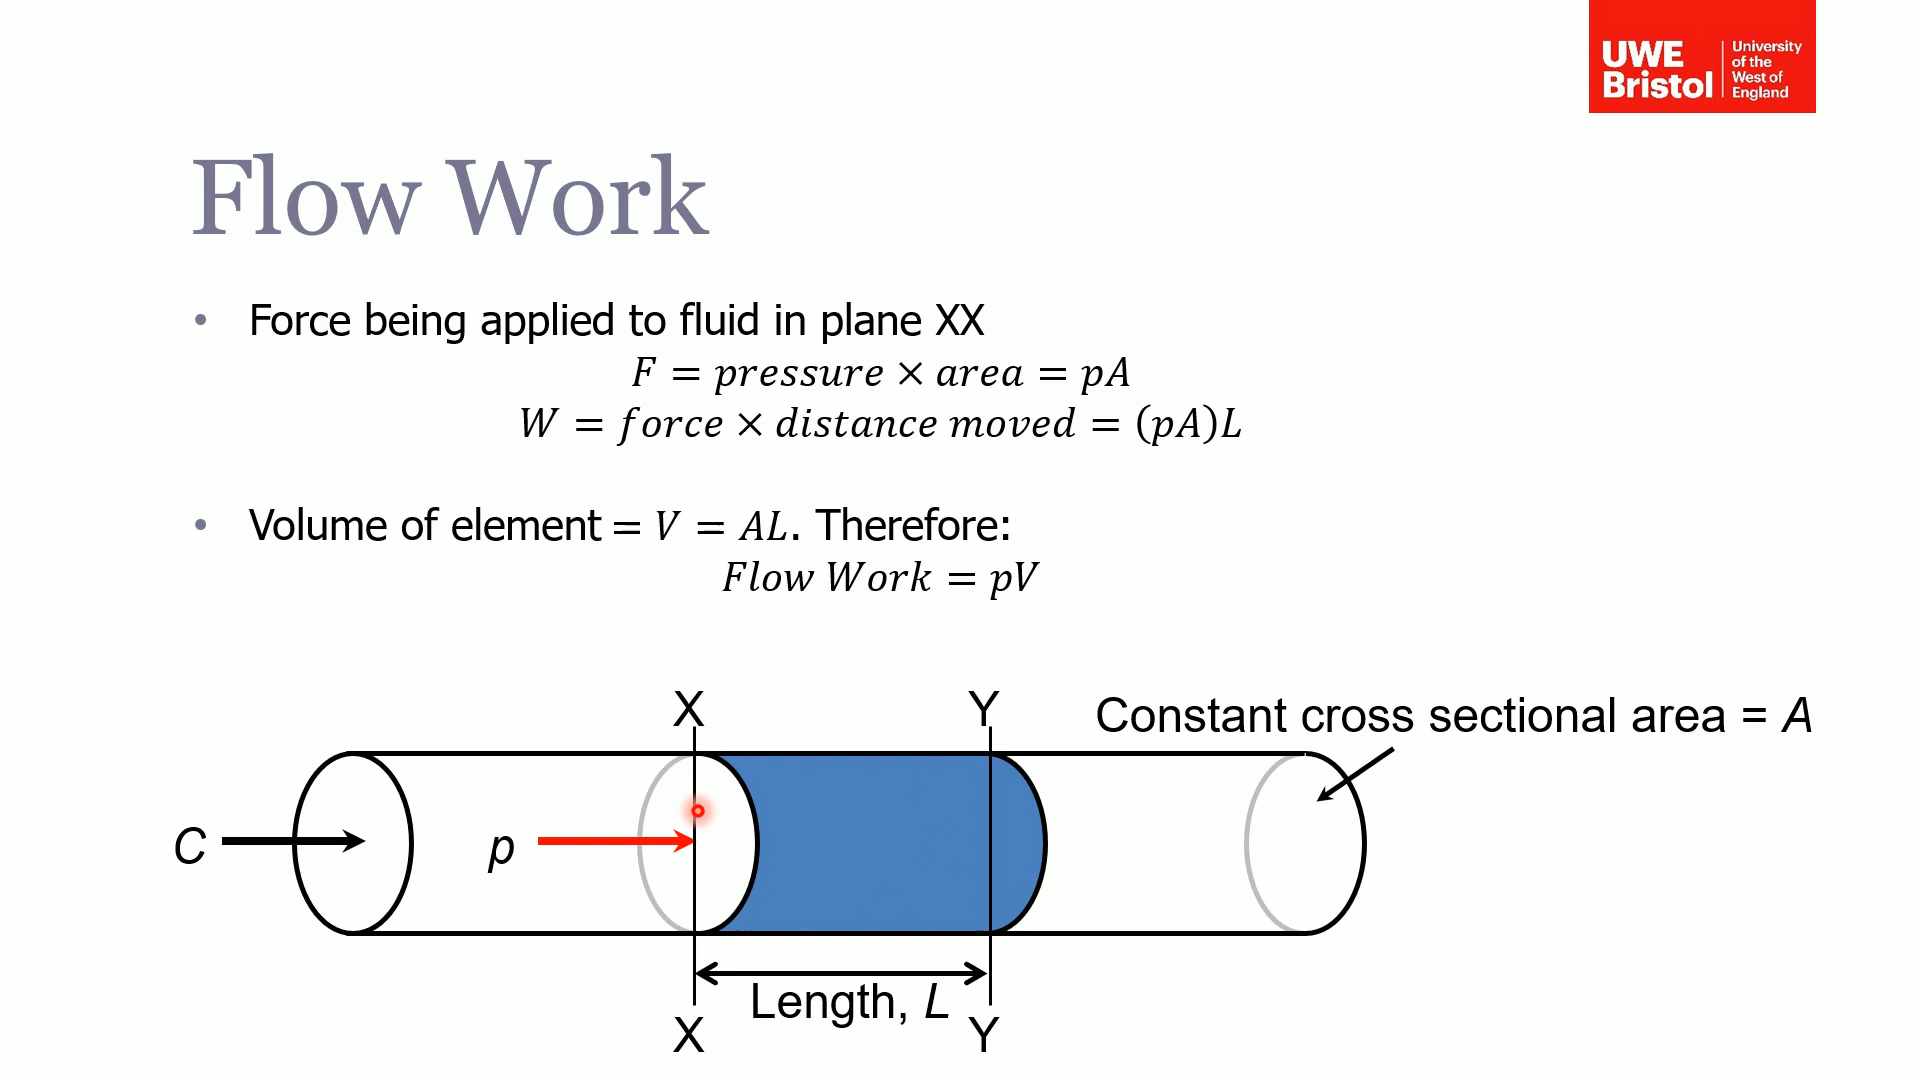 UWE Bristol
University of the West of England
Flow Work
• Force being applied to fluid in plane XX
F = pressure × area = pA
W = force × distance moved = (pA)L
• Volume of element = V = AL. Therefore:
Flow Work = pV
X
Y
Constant cross sectional area = A
C
p
Length, L
X
Y